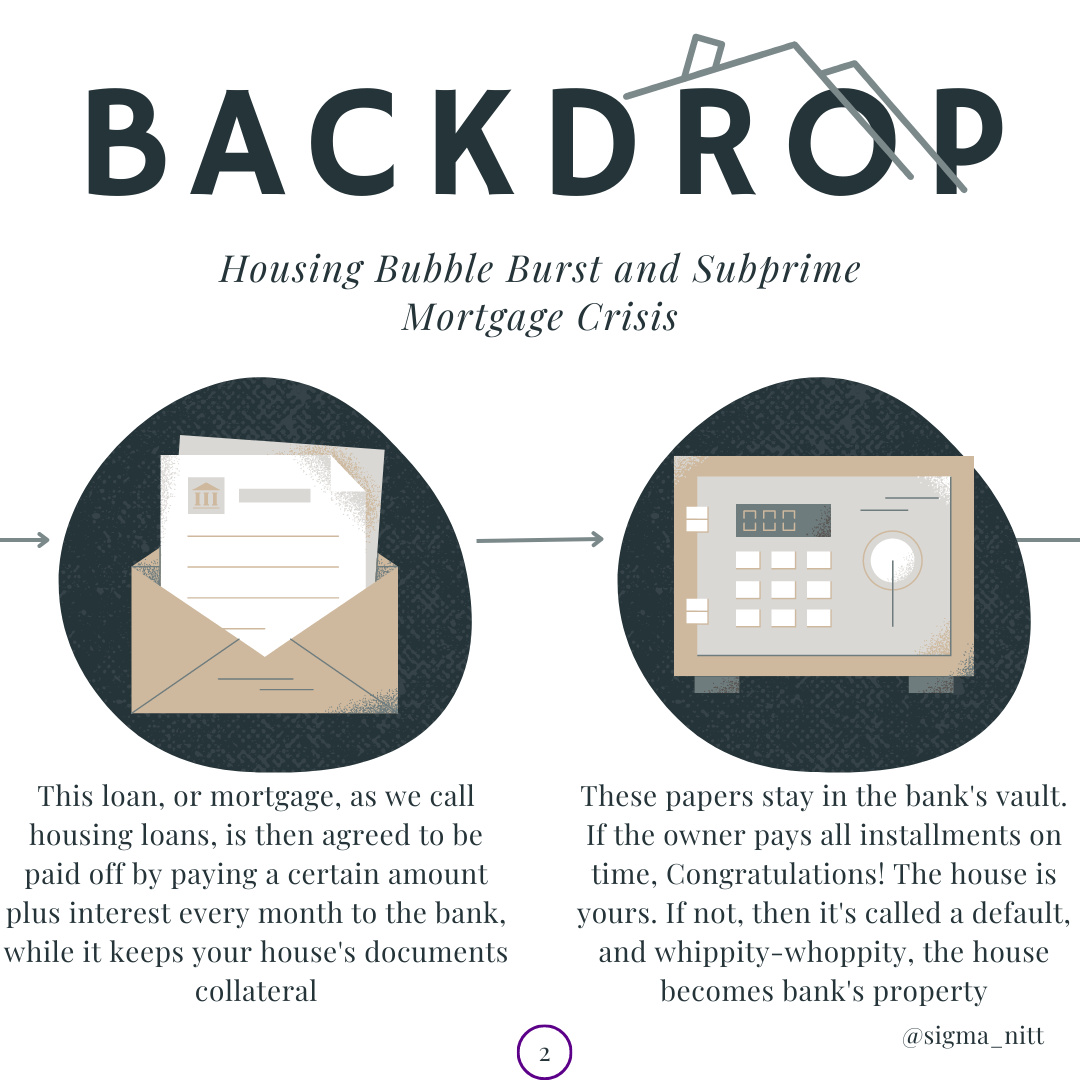 BACKDROP
Housing Bubble Burst and Subprime
Mortgage Crisis
000
This loan, or mortgage, as we call
housing loans, is then agreed to be
paid off by paying a certain amount
plus interest every month to the bank,
while it keeps your house's documents
collateral
These papers stay in the bank's vault.
If the owner pays all installments on
time, Congratulations! The house is
yours. If not, then it's called a default,
and whippity-whoppity, the house
becomes bank's property
@sigma_nitt
2